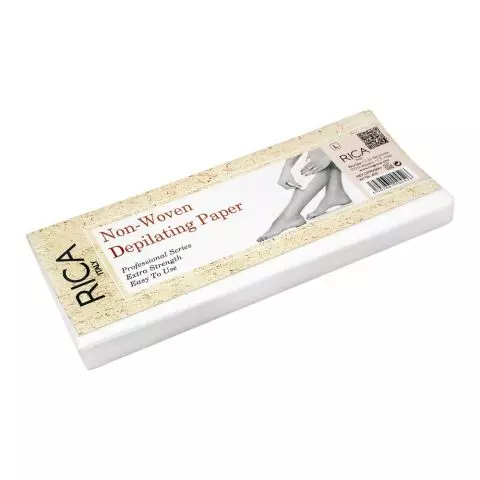 RICA
ITALY
Non-Woven
Depilating Paper
Professional Series
Extra Strength
Easy To Use
L
RICA